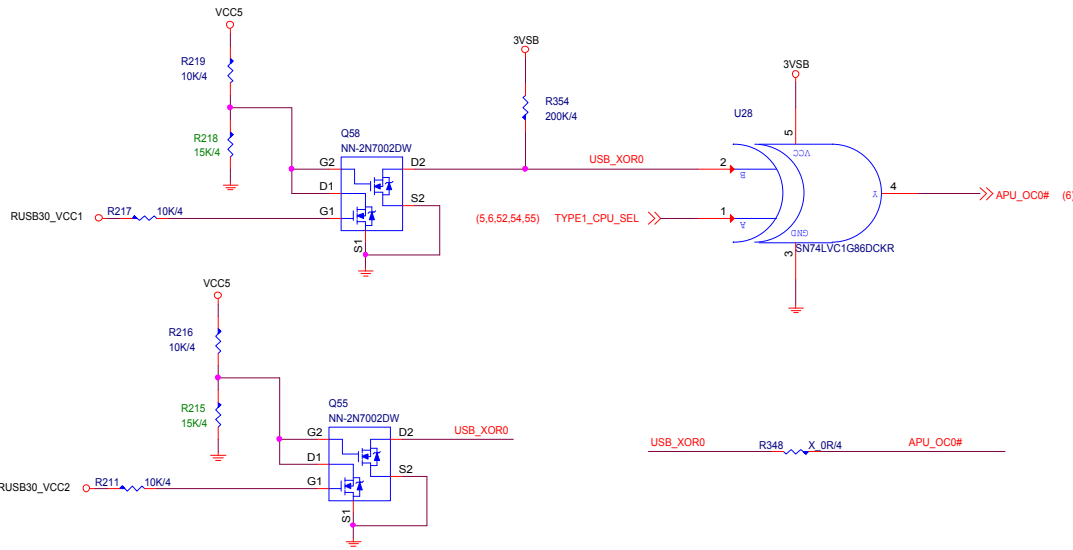 VCC5
R219
10K/4
R218
15K/4
RUSB30_VCC1
R217
10K/4
Q58
NN-2N7002DW
G2
D1
G1
D2
S2
S1
3VSB
R354
200K/4
USB_XOR0
(5,6,52,54,55) TYPE1_CPU_SEL
3VSB
U28
5
VCC
2
B
1
A
GND
3
Y
4
SN74LVC1G86DCKR
APU_OC0# (6)
VCC5
R216
10K/4
R215
15K/4
RUSB30_VCC2
R211
10K/4
Q55
NN-2N7002DW
G2
D1
G1
D2
S2
S1
USB_XOR0
USB_XOR0
R348
X_0R/4
APU_OC0#